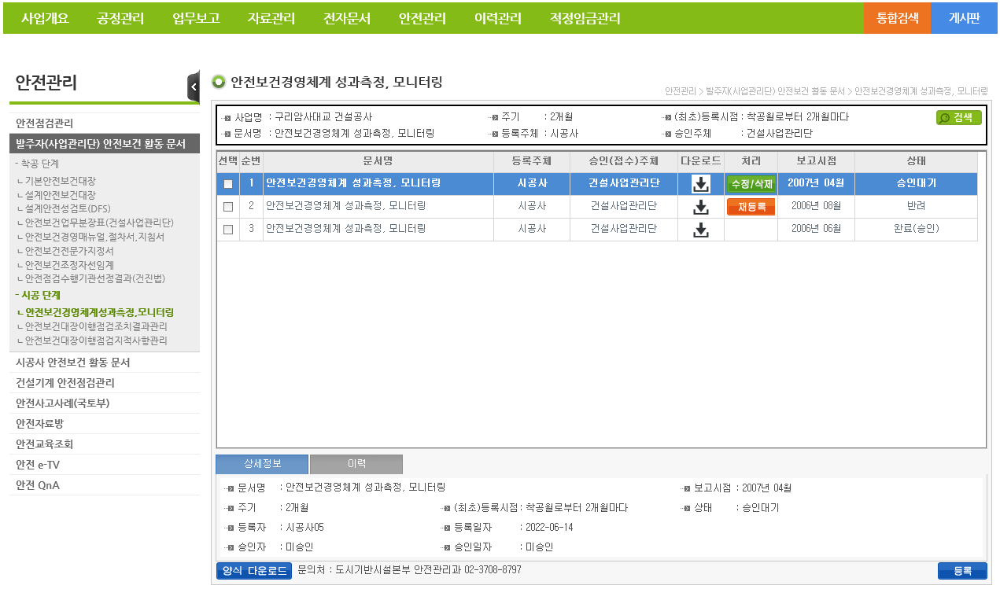 사업개요 공정관리 업무보고 자료관리 전자문서 안전관리 이력관리 적정임금관리 통합검색 게시판
안전관리
안전점검관리
발주자(사업관리단) 안전보건 활동 문서
- 착공 단계
ㄴ기본안전보건대장
ㄴ설계안전보건대장
ㄴ설계안전성검토(DFS)
ㄴ안전보건업무분장표(건설사업관리단)
ㄴ안전보건경영매뉴얼,절차서,지침서
ㄴ안전보건전문가지정서
ㄴ안전보건조정자선임계
ㄴ안전점검수행기관선정결과(건진법)
- 시공 단계
ㄴ안전보건경영체계성과측정,모니터링
ㄴ안전보건대장이행점검조치결과관리
ㄴ안전보건대장이행점검지적사항관리
시공사 안전보건 활동 문서
건설기계 안전점검관리
안전사고사례(국토부)
안전자료방
안전교육조회
안전 e-TV
안전 QnA
안전보건경영체계 성과측정, 모니터링
안전관리 > 발주자(사업관리단) 안전보건 활동 문서 > 안전보건경영체계 성과측정, 모니터링
사업명 : 구리암사대교 건설공사 주기 : 2개월 (최초)등록시점 : 착공월로부터 2개월마다 검색
문서명 : 안전보건경영체계 성과측정, 모니터링 등록주체 : 시공사 승인주체 : 건설사업관리단
선택 순번 문서명 등록주체 승인(접수)주체 다운로드 처리 보고시점 상태
1 안전보건경영체계 성과측정, 모니터링 시공사 건설사업관리단 수정/삭제 2007년 04월 승인대기
2 안전보건경영체계 성과측정, 모니터링 시공사 건설사업관리단 재등록 2006년 08월 반려
3 안전보건경영체계 성과측정, 모니터링 시공사 건설사업관리단 2006년 06월 완료(승인)
상세정보 이력
문서명 : 안전보건경영체계 성과측정, 모니터링 보고시점 : 2007년 04월
주기 : 2개월 (최초)등록시점 : 착공월로부터 2개월마다 상태 : 승인대기
등록자 : 시공사05 등록일자 : 2022-06-14
승인자 : 미승인 승인일자 : 미승인
양식 다운로드 문의처 : 도시기반시설본부 안전관리과 02-3708-8797 등록